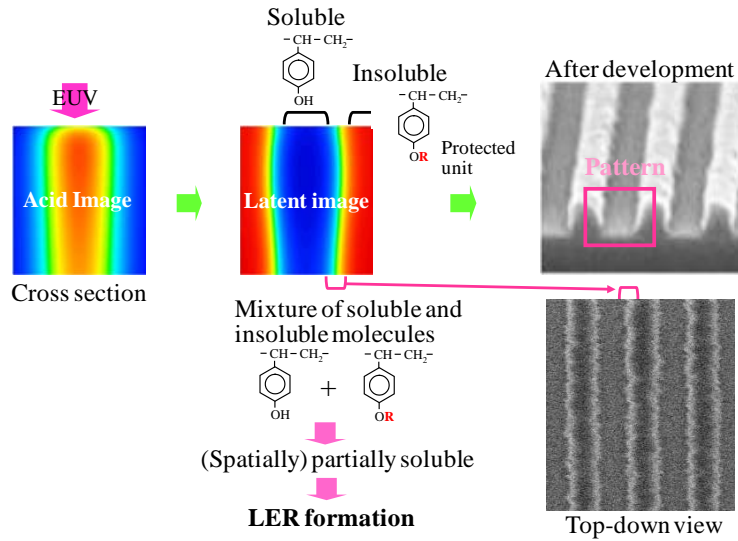 Soluble
-CH-CH2-
OH
Insoluble
-CH-CH2-
OR
Protected
unit
After development
EUV
Acid Image
Latent image
Pattern
Cross section
Mixture of soluble and
insoluble molecules
-CH-CH2-
OH
+
-CH-CH2-
OR
(Spatially) partially soluble
LER formation
Top-down view